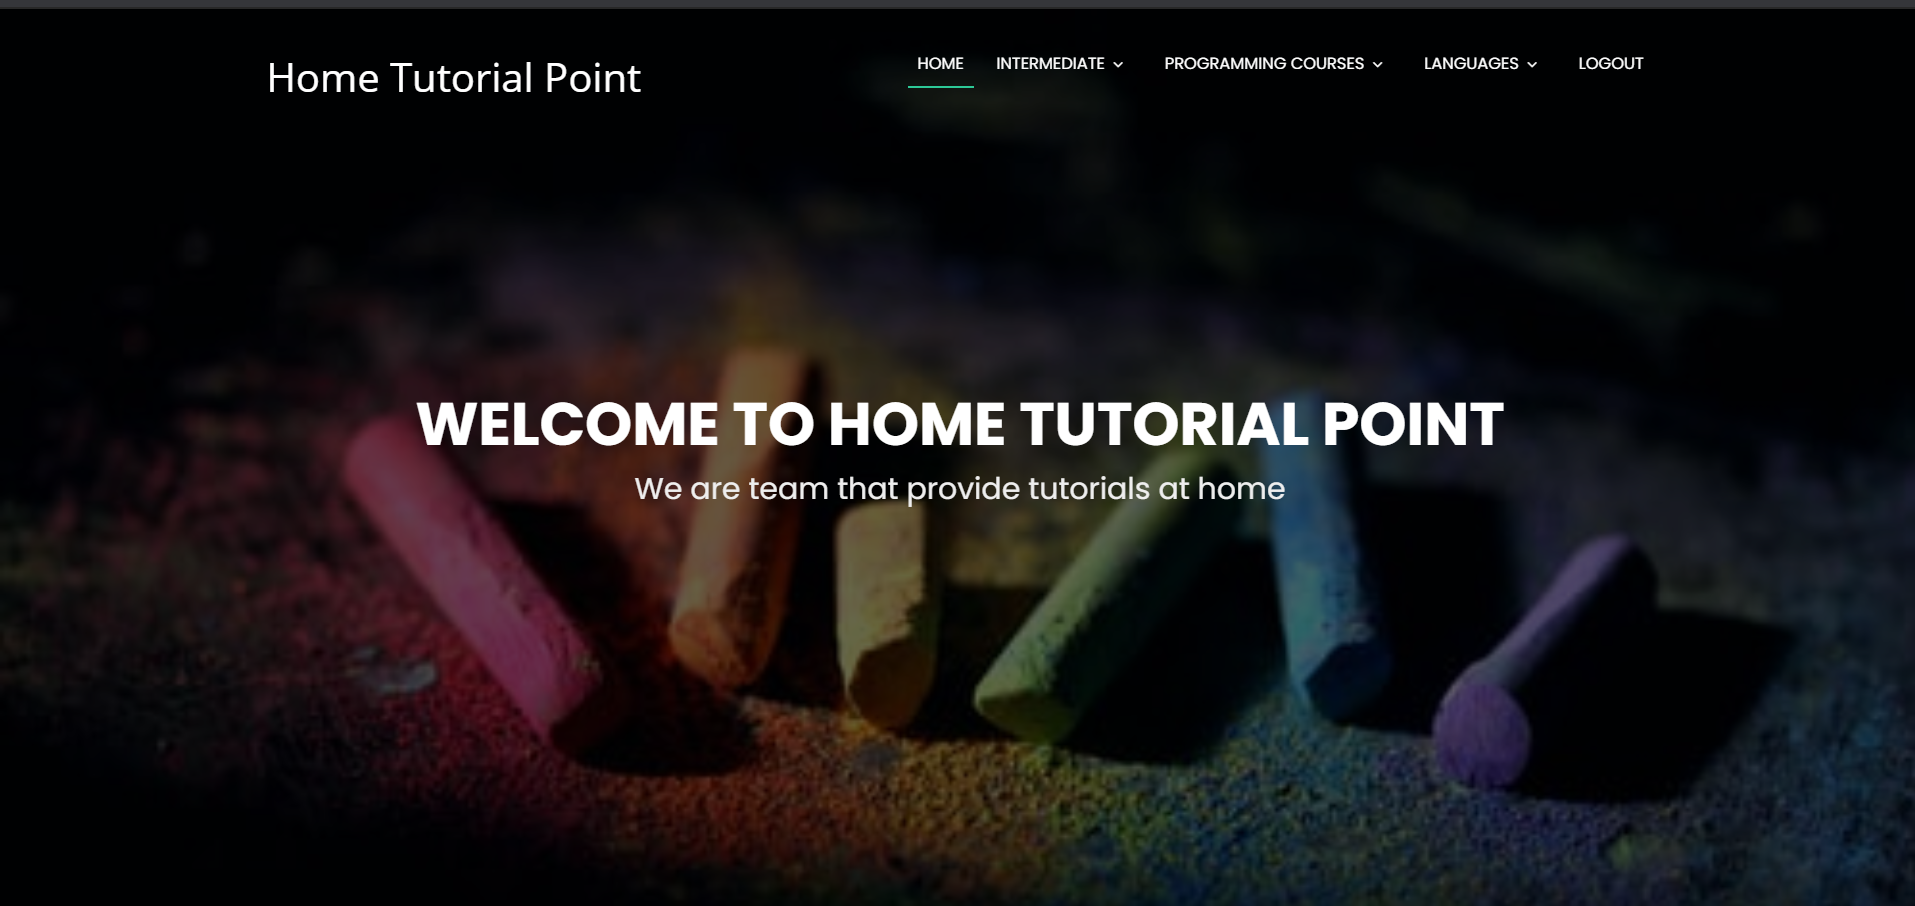 Home Tutorial Point
HOME INTERMEDIATE PROGRAMMING COURSES LANGUAGES LOGOUT
WELCOME TO HOME TUTORIAL POINT
We are team that provide tutorials at home